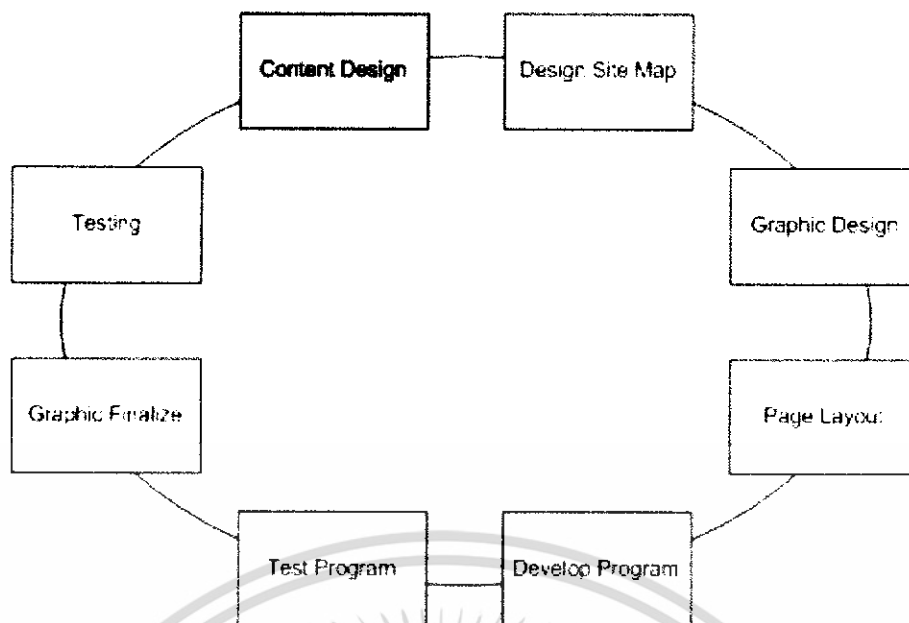 Content Design
Design Site Map
Graphic Design
Page Layout
Develop Program
Test Program
Graphic Finalize
Testing